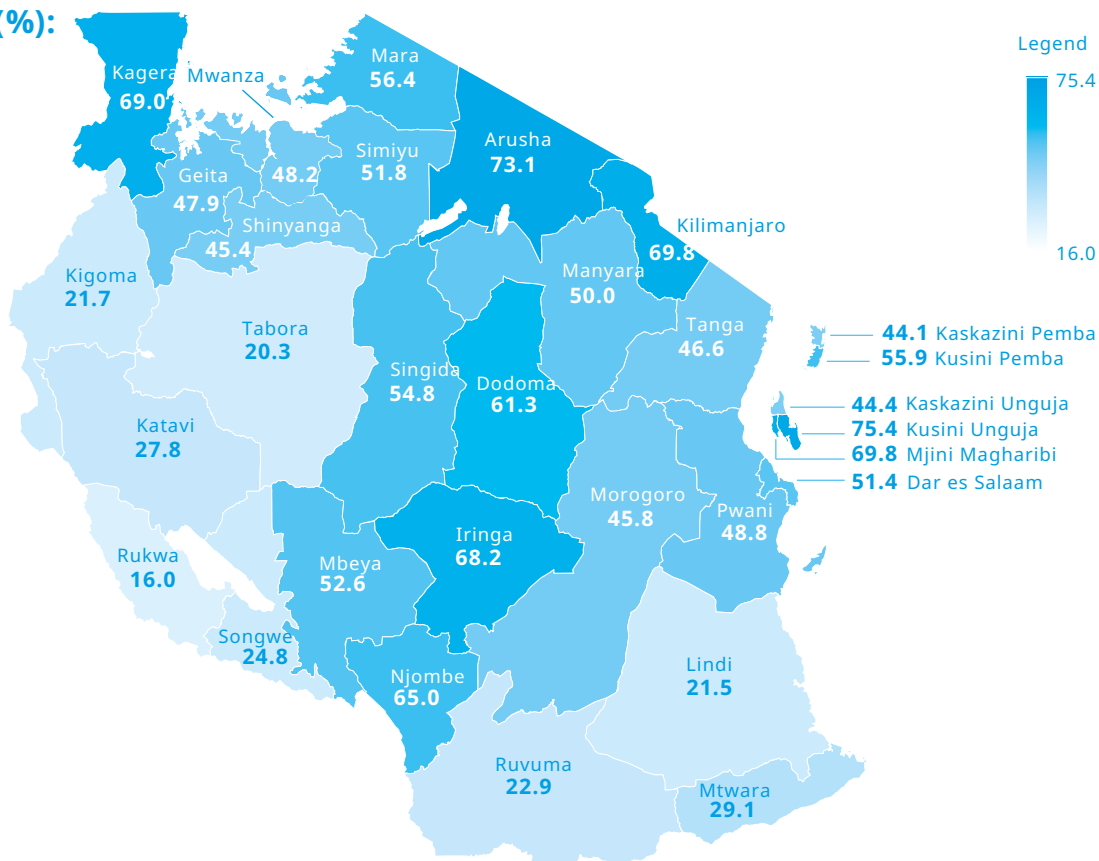 (%):
Legend
75.4
16.0
Kagera
69.0
Mwanza
48.2
Mara
56.4
Arusha
73.1
Simiyu
51.8
Geita
47.9
Shinyanga
45.4
Kilimanjaro
69.8
Kigoma
21.7
Manyara
50.0
Tabora
20.3
Tanga
46.6
44.1 Kaskazini Pemba
55.9 Kusini Pemba
Singida
54.8
Dodoma
61.3
44.4 Kaskazini Unguja
75.4 Kusini Unguja
69.8 Mjini Magharibi
51.4 Dar es Salaam
Katavi
27.8
Morogoro
45.8
Pwani
48.8
Iringa
68.2
Rukwa
16.0
Mbeya
52.6
Songwe
24.8
Njombe
65.0
Lindi
21.5
Ruvuma
22.9
Mtwara
29.1